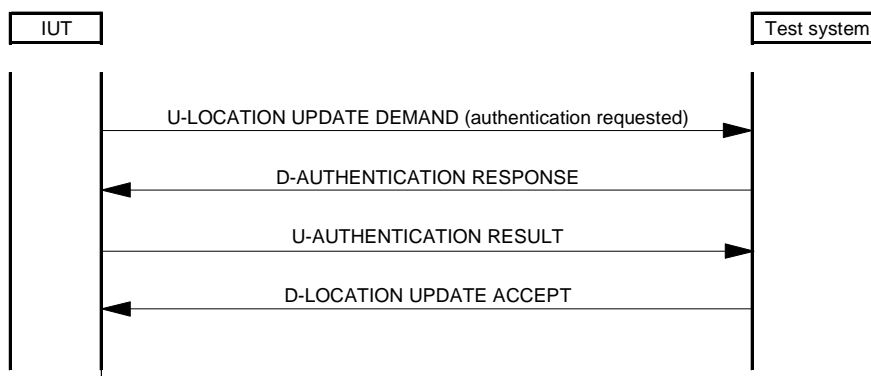 IUT
Test system
U-LOCATION UPDATE DEMAND (authentication requested)
D-AUTHENTICATION RESPONSE
U-AUTHENTICATION RESULT
D-LOCATION UPDATE ACCEPT